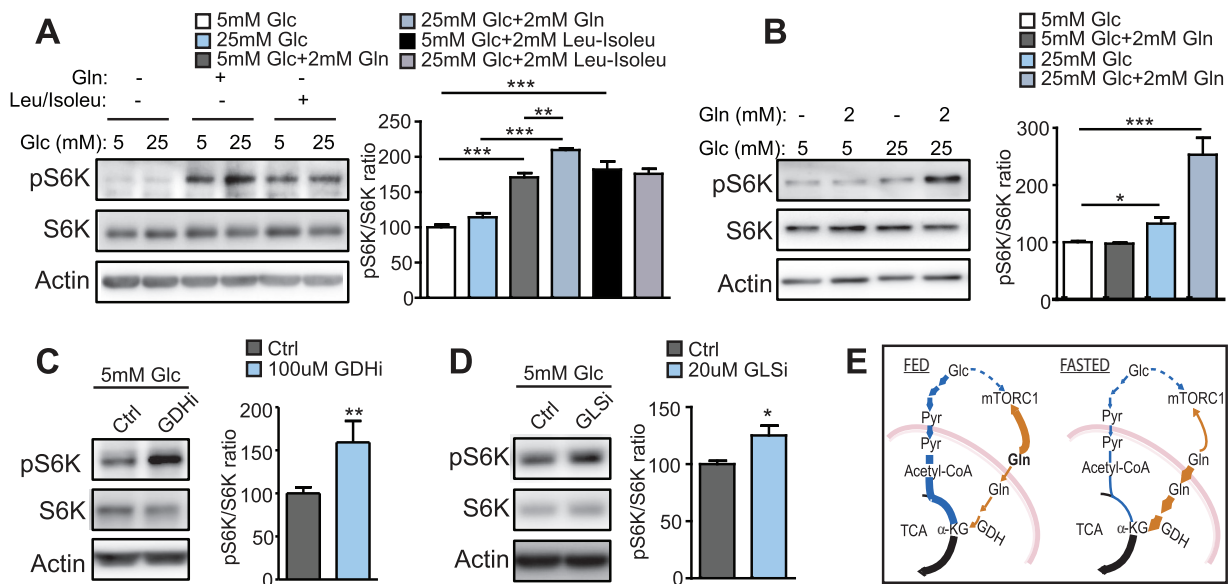 A
5mM Glc
25mM Glc
5mM Glc+2mM Gln
25mM Glc+2mM Gln
5mM Glc+2mM Leu-Isoleu
25mM Glc+2mM Leu-Isoleu
Gln: - + -
Leu/Isoleu: - - +
Glc (mM): 5 25 5 25 5 25
pS6K
S6K
Actin
pS6K/S6K ratio
250
200
150
100
50
0
***
**
***
***
B
5mM Glc
5mM Glc+2mM Gln
25mM Glc
25mM Glc+2mM Gln
Gln (mM): - 2 - 2
Glc (mM): 5 5 25 25
pS6K
S6K
Actin
pS6K/S6K ratio
300
200
100
0
***
*
C
5mM Glc
Ctrl GDHi
pS6K
S6K
Actin
Ctrl
100uM GDHi
pS6K/S6K ratio
200
150
100
50
0
**
D
5mM Glc
Ctrl GLSi
pS6K
S6K
Actin
Ctrl
20uM GLSi
pS6K/S6K ratio
150
100
50
0
*
E
FED
Glc
mTORC1
Pyr
Pyr
Gln
Acetyl-CoA
Gln
TCA α-KG GDH
FASTED
Glc
mTORC1
Pyr
Pyr
Gln
Acetyl-CoA
Gln
TCA α-KG GDH